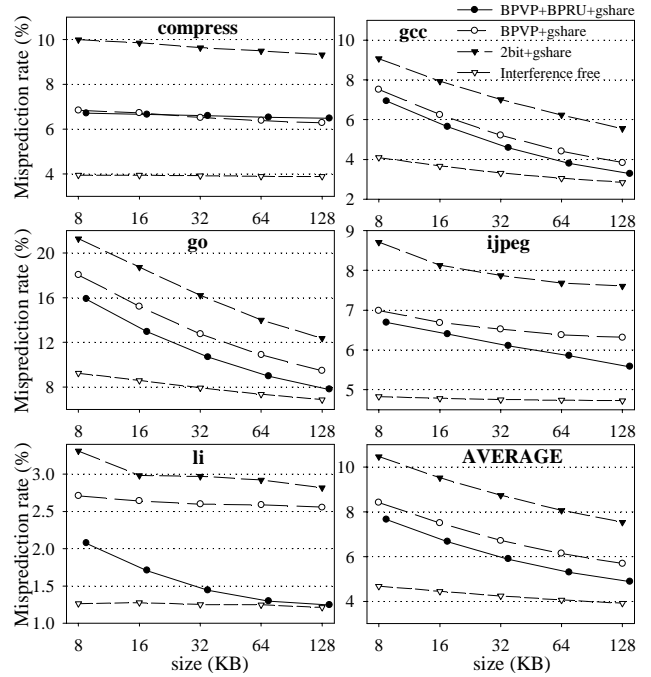 compress
Misprediction rate (%)
10
8
6
4
8 16 32 64 128
gcc
BPVP+BPRU+gshare
BPVP+gshare
2bit+gshare
Interference free
10
8
6
4
2
8 16 32 64 128
go
Misprediction rate (%)
20
16
12
8
8 16 32 64 128
ijpeg
9
8
7
6
5
8 16 32 64 128
li
Misprediction rate (%)
3.0
2.5
2.0
1.5
1.0
8 16 32 64 128
size (KB)
AVERAGE
10
8
6
4
8 16 32 64 128
size (KB)